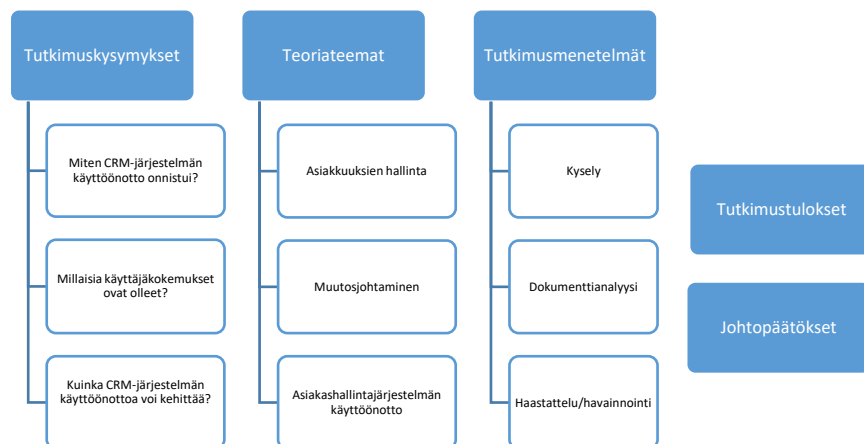 Tutkimuskysymykset
Miten CRM-järjestelmän
käyttöönotto onnistui?
Millaisia käyttäjäkokemukset
ovat olleet?
Kuinka CRM-järjestelmän
käyttöönottoa voi kehittää?
Teoriateemat
Asiakkuuksien hallinta
Muutosjohtaminen
Asiakashallintajärjestelmän
käyttöönotto
Tutkimusmenetelmät
Kysely
Dokumenttianalyysi
Haastattelu/havainnointi
Tutkimustulokset
Johtopäätökset